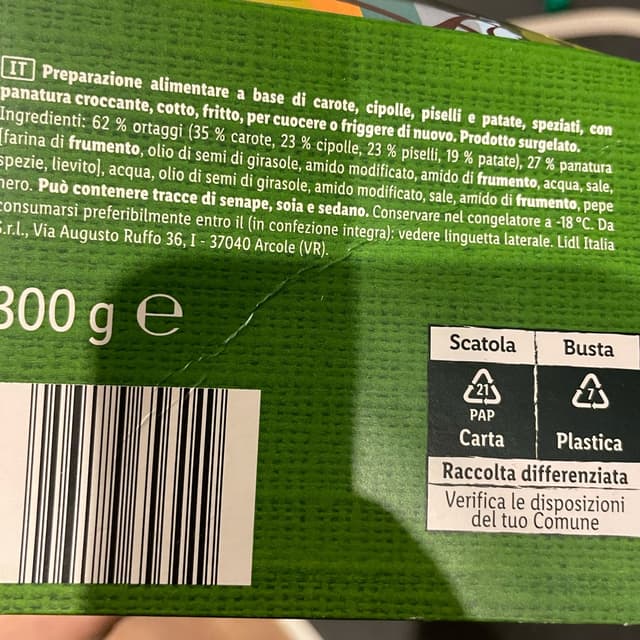 IT Preparazione alimentare a base di carote, cipolle, piselli e patate, speziati, con
panatura croccante, cotto, fritto, per cuocere o friggere di nuovo. Prodotto surgelato.
Ingredienti: 62 % ortaggi (35 % carote, 23 % cipolle, 23 % piselli, 19 % patate), 27 % panatura
[farina di frumento, olio di semi di girasole, amido modificato, amido di frumento, acqua, sale,
spezie, lievito], acqua, olio di semi di girasole, amido modificato, sale, amido di frumento, pepe
nero. Può contenere tracce di senape, soia e sedano. Conservare nel congelatore a -18 °C. Da
consumarsi preferibilmente entro il (in confezione integra): vedere linguetta laterale. Lidl Italia
S.r.l., Via Augusto Ruffo 36, I - 37040 Arcole (VR).
300 g e
Scatola Busta
21 7
PAP
Carta Plastica
Raccolta differenziata
Verifica le disposizioni
del tuo Comune